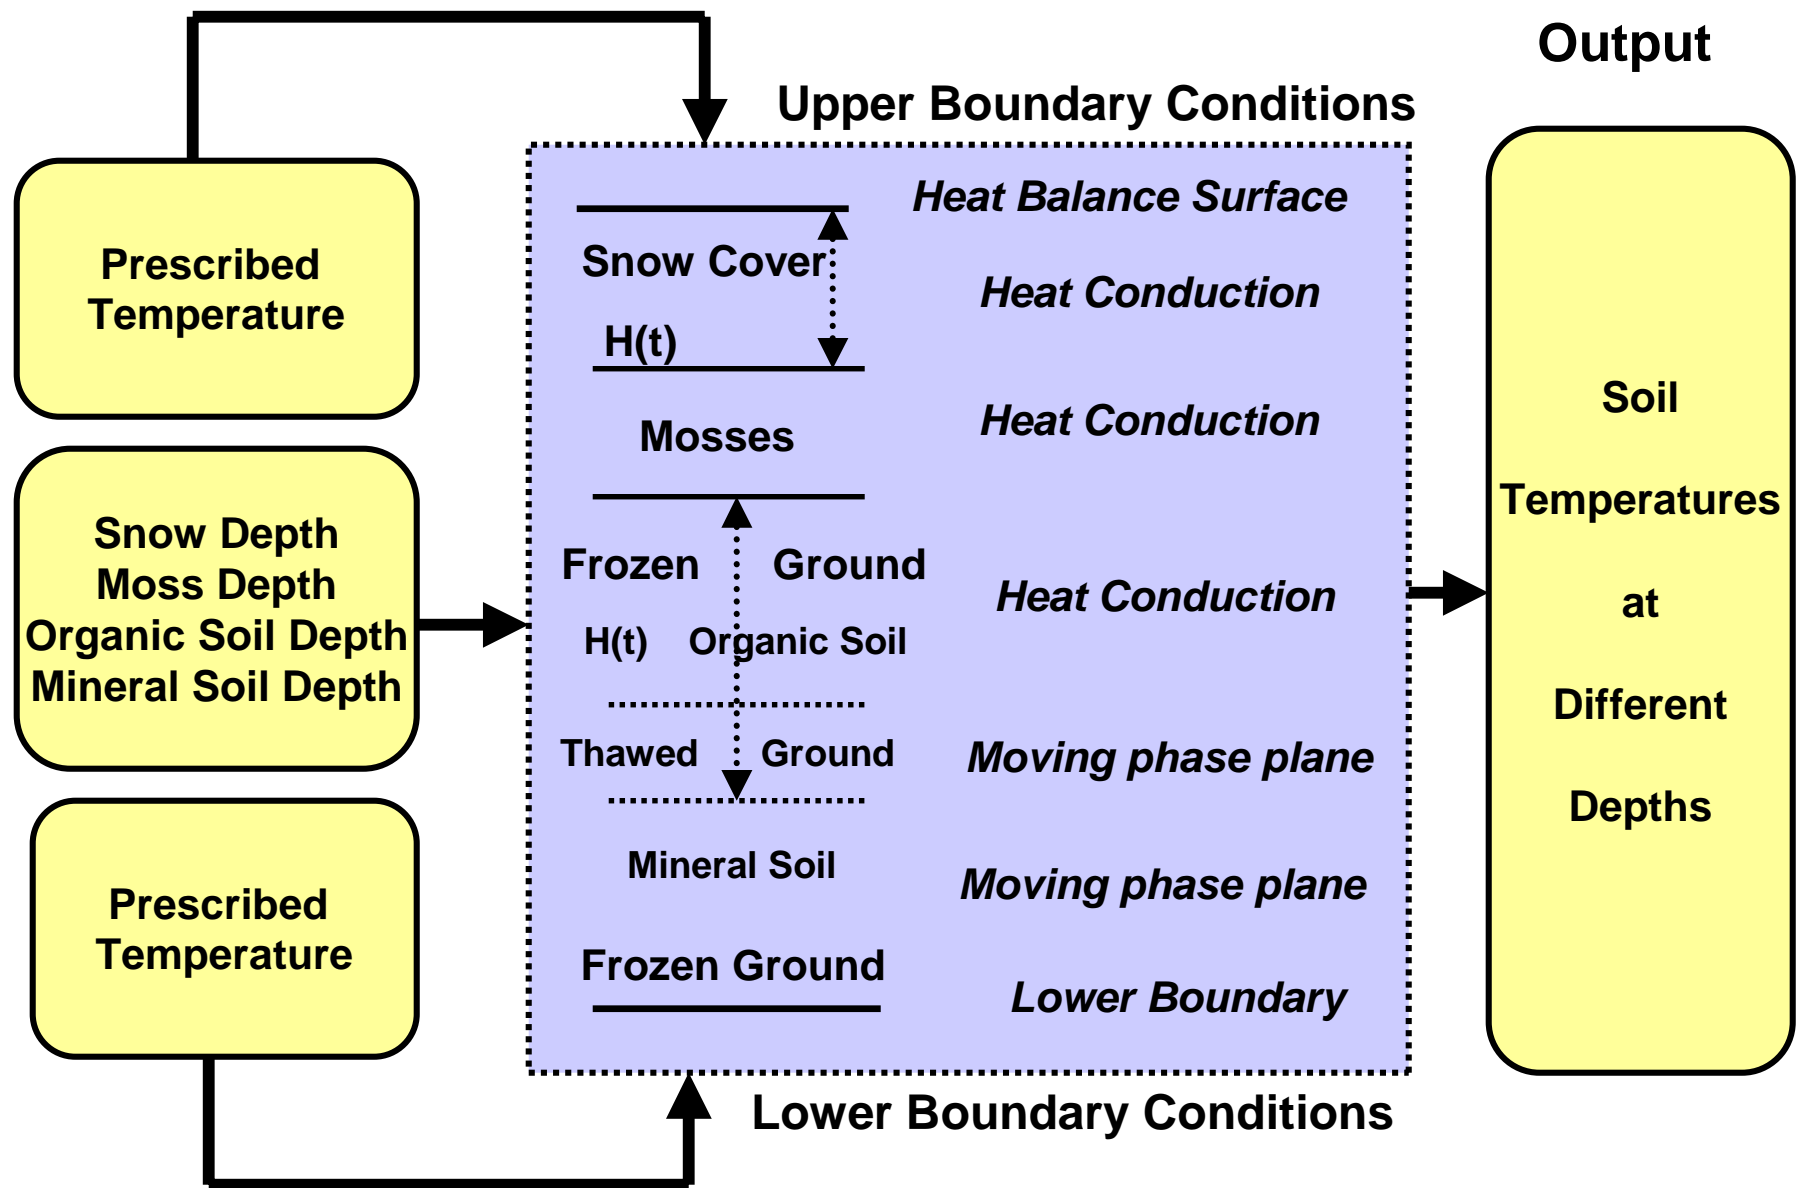 Output
Upper Boundary Conditions
Prescribed
Temperature
Snow Depth
Moss Depth
Organic Soil Depth
Mineral Soil Depth
Prescribed
Temperature
Heat Balance Surface
Snow Cover
Heat Conduction
H(t)
Mosses
Heat Conduction
Frozen Ground
Heat Conduction
H(t) Organic Soil
Thawed Ground
Moving phase plane
Mineral Soil
Moving phase plane
Frozen Ground
Lower Boundary
Lower Boundary Conditions
Soil
Temperatures
at
Different
Depths